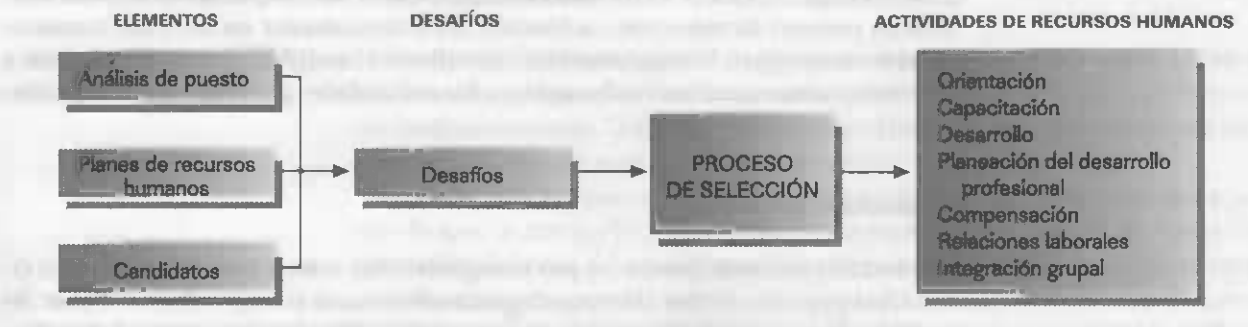 ELEMENTOS
DESAFÍOS
ACTIVIDADES DE RECURSOS HUMANOS
Análisis de puesto
Planes de recursos
humanos
Candidatos
Desafíos
PROCESO
DE SELECCIÓN
Orientación
Capacitación
Desarrollo
Planeación del desarrollo
profesional
Compensación
Relaciones laborales
Integración grupal